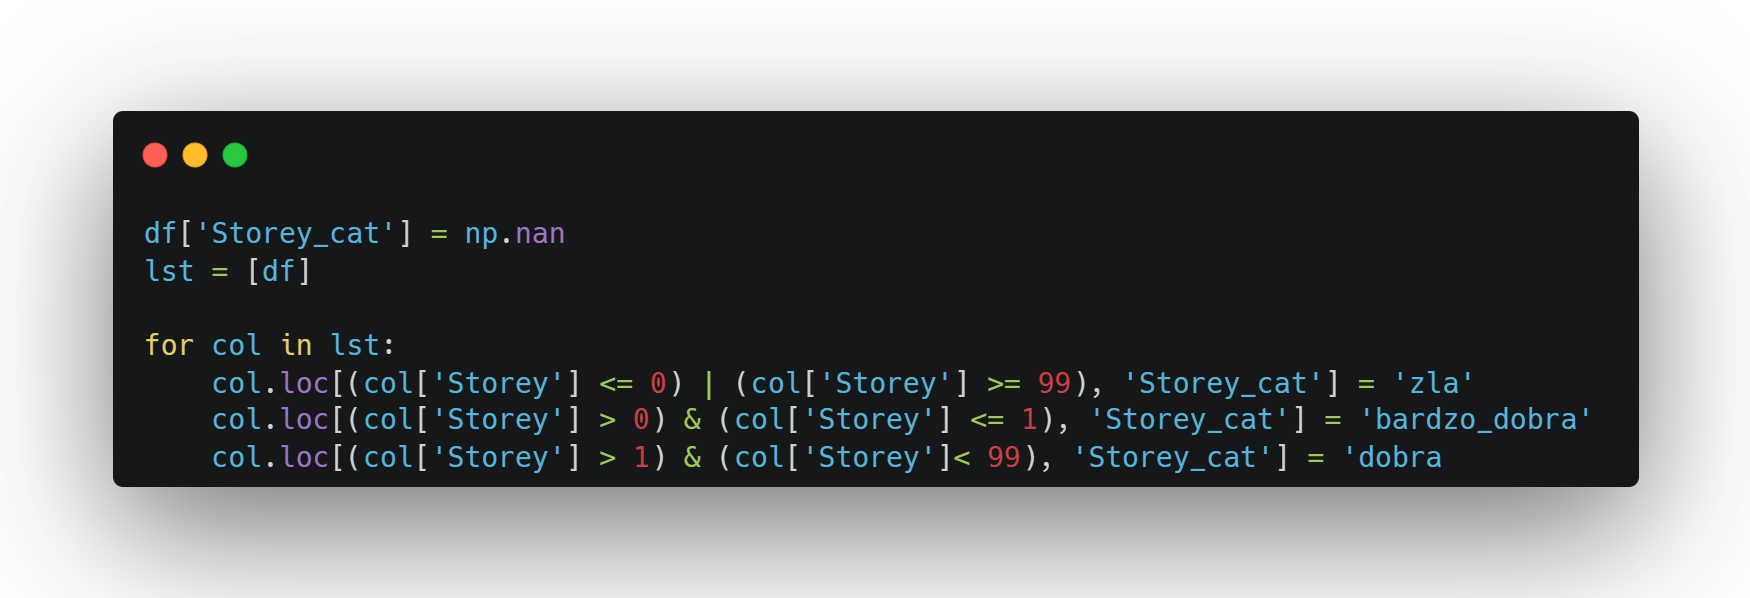 df['Storey_cat'] = np.nan
lst = [df]
for col in lst:
    col.loc[(col['Storey'] <= 0) | (col['Storey'] >= 99), 'Storey_cat'] = 'zla'
    col.loc[(col['Storey'] > 0) & (col['Storey'] <= 1), 'Storey_cat'] = 'bardzo_dobra'
    col.loc[(col['Storey'] > 1) & (col['Storey']< 99), 'Storey_cat'] = 'dobra